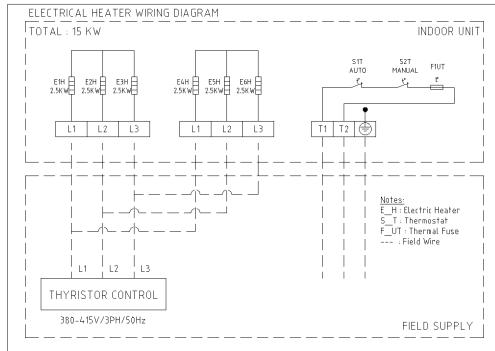 ELECTRICAL HEATER WIRING DIAGRAM
TOTAL : 15 KW
INDOOR UNIT
S1T
AUTO
S2T
MANUAL
F1UT
E1H
2.5KW
E2H
2.5KW
E3H
2.5KW
E4H
2.5KW
E5H
2.5KW
E6H
2.5KW
L1 L2 L3
L1 L2 L3
T1 T2
Notes:
E__H : Electric Heater
S__T : Thermostat
F__UT : Thermal Fuse
--- : Field Wire
L1 L2 L3
THYRISTOR CONTROL
380-415V/3PH/50Hz
FIELD SUPPLY